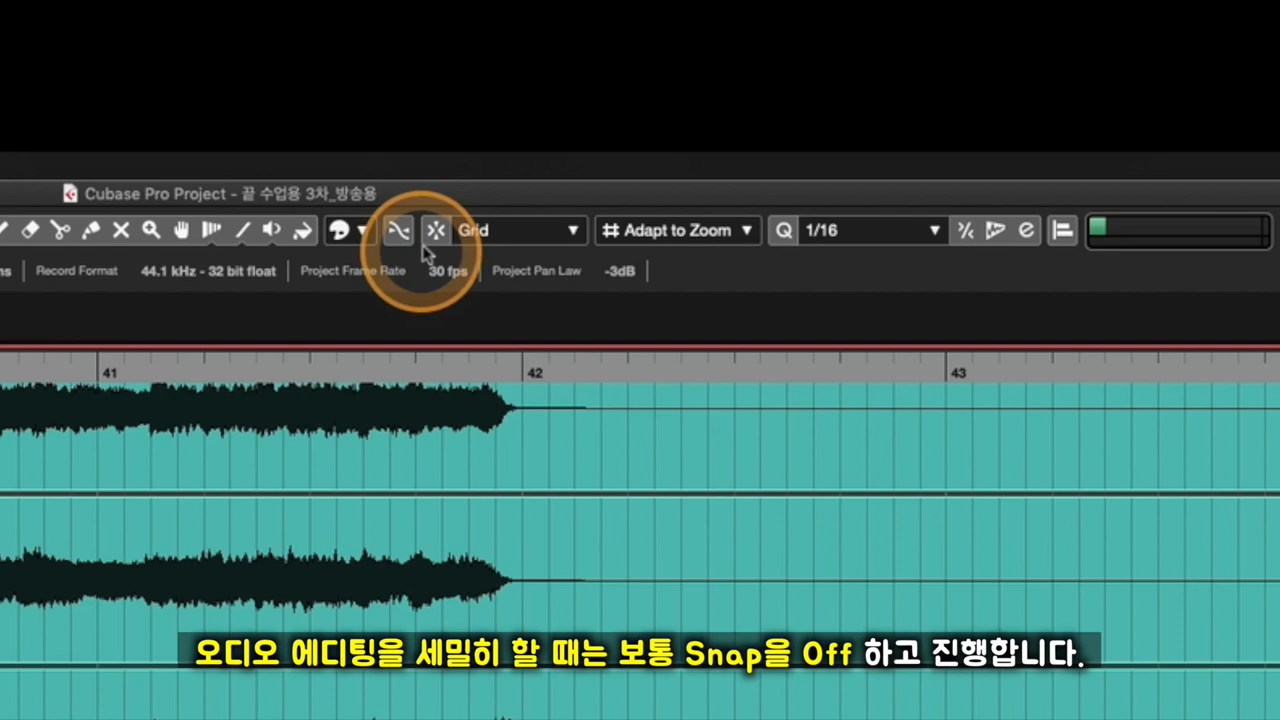 Cubase Pro Project - 끝 수업용 3차_방송용
Grid Adapt to Zoom Q 1/16
ns Record Format 44.1 kHz - 32 bit float Project Frame Rate 30 fps Project Pan Law -3dB
41 42 43
오디오 에디팅을 세밀히 할 때는 보통 Snap을 Off 하고 진행합니다.